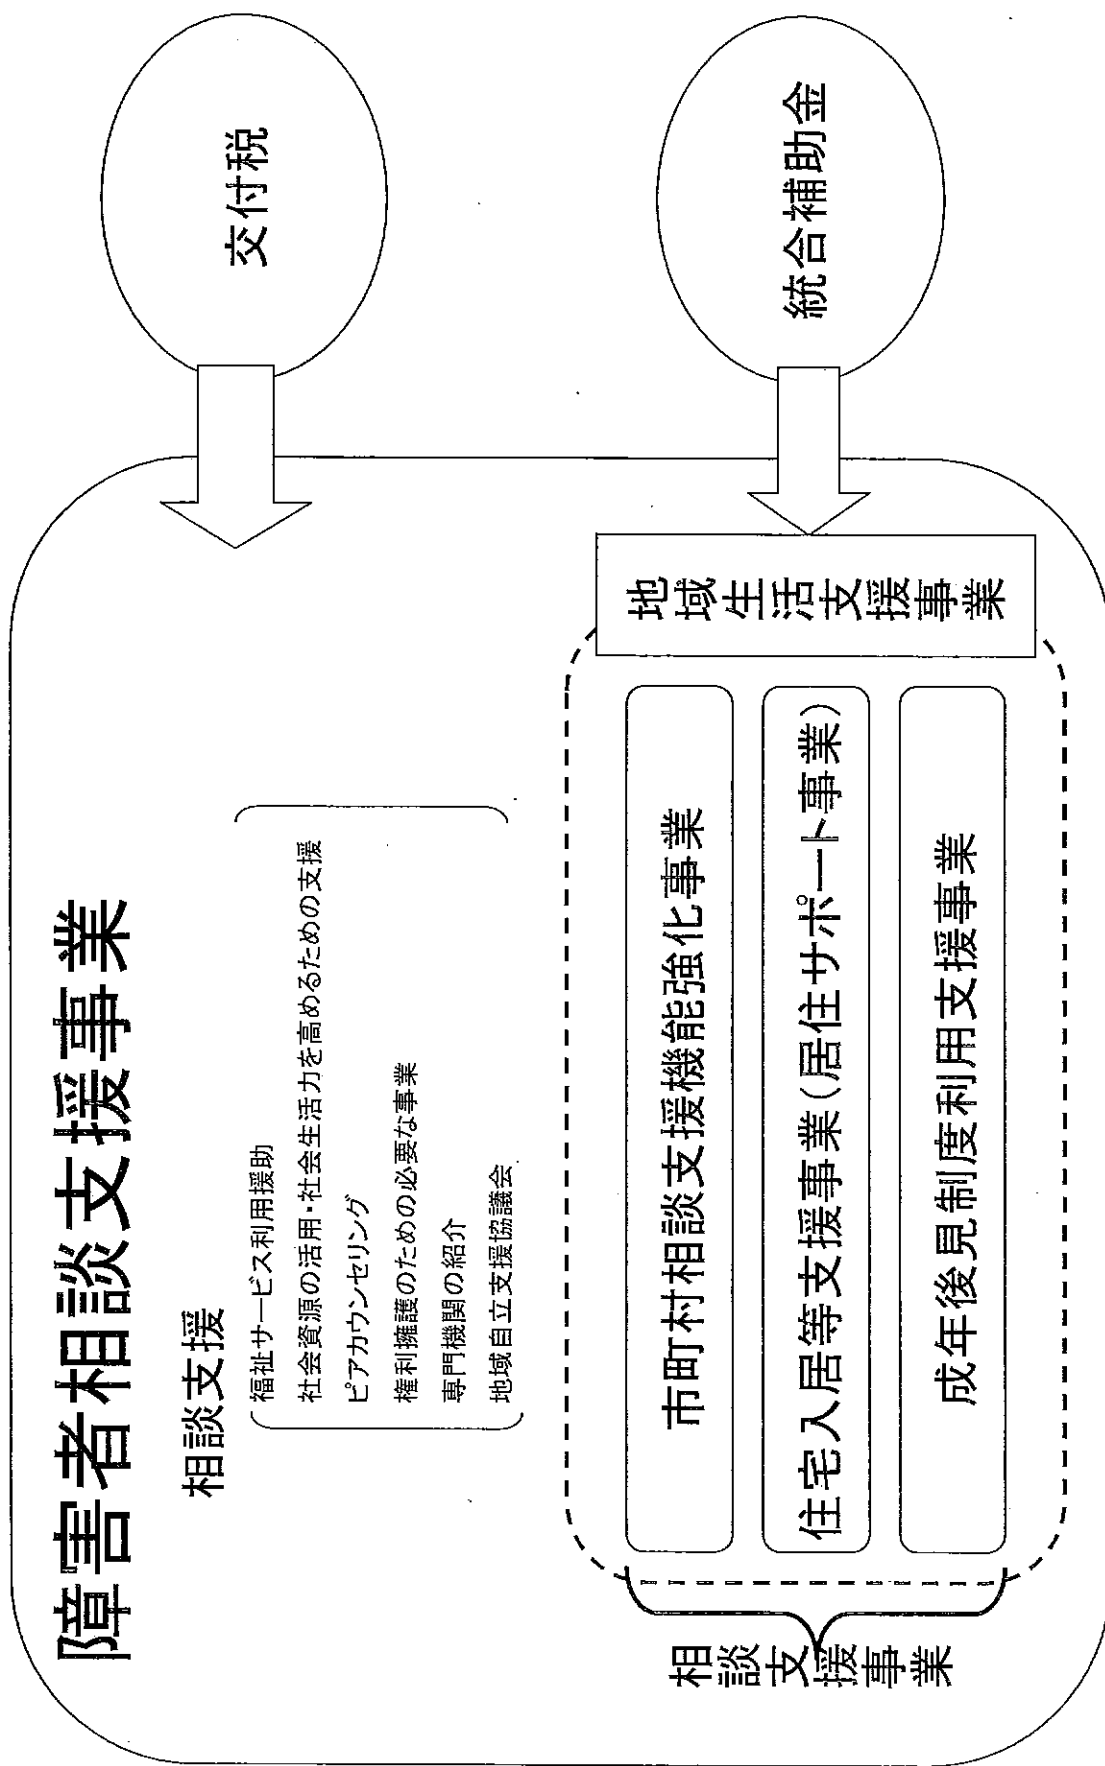 障害者相談支援事業
相談支援
福祉サービス利用援助
社会資源の活用・社会生活力を高めるための支援
ピアカウンセリング
権利擁護のための必要な事業
専門機関の紹介
地域自立支援協議会
交付税
相談支援事業
市町村相談支援機能強化事業
住宅入居等支援事業(居住サポート事業)
成年後見制度利用支援事業
地域生活支援事業
統合補助金